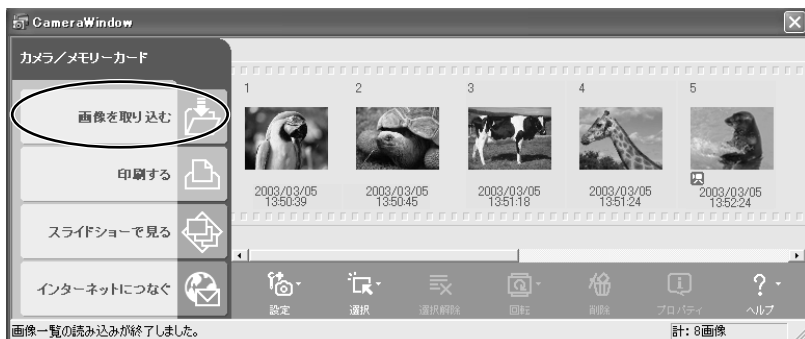 CameraWindow
カメラ/メモリーカード
画像を取り込む
印刷する
スライドショーで見る
インターネットにつなぐ
1
2
3
4
5
2003/03/05
13:50:39
2003/03/05
13:50:45
2003/03/05
13:51:18
2003/03/05
13:51:24
2003/03/05
13:52:24
設定
選択
選択解除
回転
削除
プロパティ
?
ヘルプ
画像一覧の読み込みが終了しました。
計: 8画像